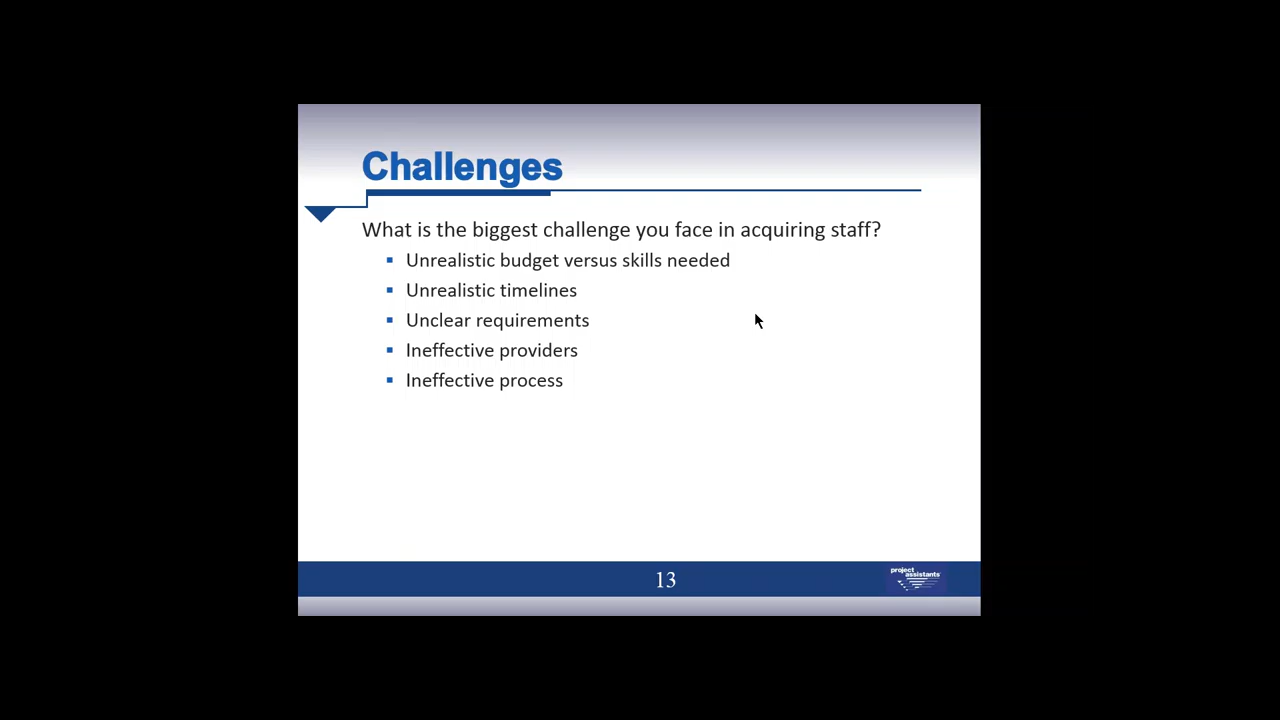 Challenges
What is the biggest challenge you face in acquiring staff?
Unrealistic budget versus skills needed
Unrealistic timelines
Unclear requirements
Ineffective providers
Ineffective process
13
project
assistants